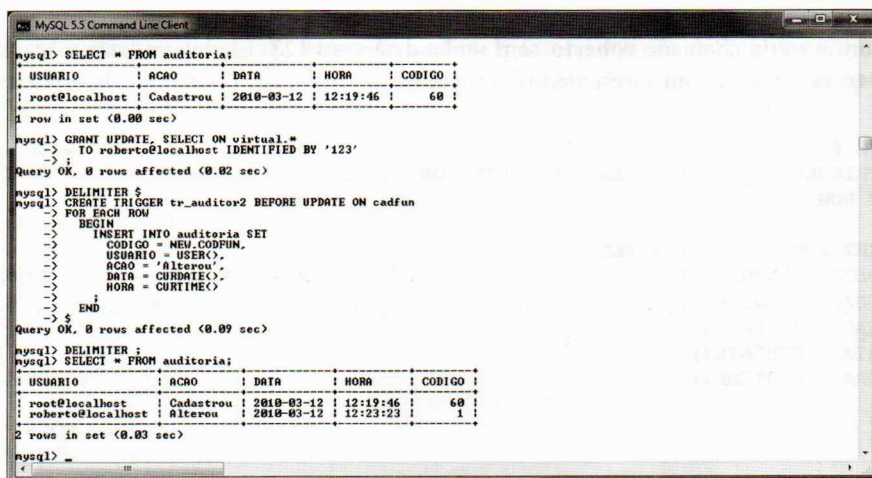 MySQL 5.5 Command Line Client
mysql> SELECT * FROM auditoria;
+-------------------+-----------+------------+----------+--------+
| USUARIO | ACAO | DATA | HORA | CODIGO |
+-------------------+-----------+------------+----------+--------+
| root@localhost | Cadastrou | 2010-03-12 | 12:19:46 | 60 |
+-------------------+-----------+------------+----------+--------+
1 row in set (0.00 sec)
mysql> GRANT UPDATE, SELECT ON virtual.*
-> TO roberto@localhost IDENTIFIED BY '123'
-> ;
Query OK, 0 rows affected (0.02 sec)
mysql> DELIMITER $
mysql> CREATE TRIGGER tr_auditor2 BEFORE UPDATE ON cadfun
-> FOR EACH ROW
-> BEGIN
-> INSERT INTO auditoria SET
-> CODIGO = NEW.CODFUN,
-> USUARIO = USER(),
-> ACAO = 'Alterou',
-> DATA = CURDATE(),
-> HORA = CURTIME()
-> ;
-> END
-> $
Query OK, 0 rows affected (0.09 sec)
mysql> DELIMITER ;
mysql> SELECT * FROM auditoria;
+-------------------+-----------+------------+----------+--------+
| USUARIO | ACAO | DATA | HORA | CODIGO |
+-------------------+-----------+------------+----------+--------+
| root@localhost | Cadastrou | 2010-03-12 | 12:19:46 | 60 |
| roberto@localhost | Alterou | 2010-03-12 | 12:23:23 | 1 |
+-------------------+-----------+------------+----------+--------+
2 rows in set (0.03 sec)
mysql> _